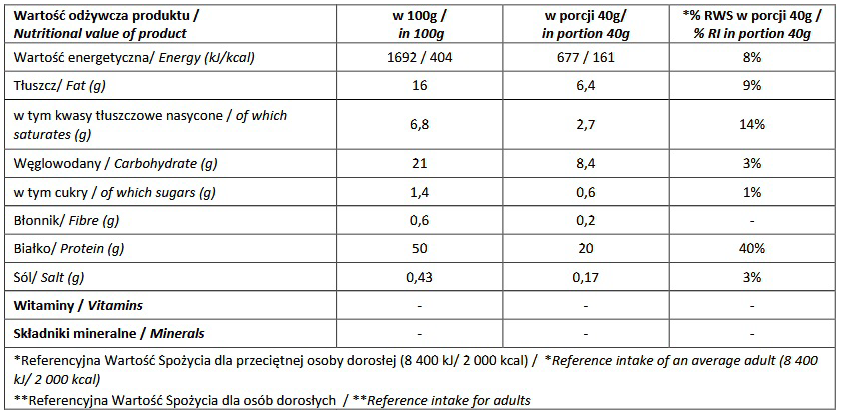 Wartość odżywcza produktu / w 100g / w porcji 40g/ *% RWS w porcji 40g /
Nutritional value of product in 100g in portion 40g % RI in portion 40g
Wartość energetyczna/ Energy (kJ/kcal) 1692 / 404 677 / 161 8%
Tłuszcz/ Fat (g) 16 6,4 9%
w tym kwasy tłuszczowe nasycone / of which
saturates (g) 6,8 2,7 14%
Węglowodany / Carbohydrate (g) 21 8,4 3%
w tym cukry / of which sugars (g) 1,4 0,6 1%
Błonnik/ Fibre (g) 0,6 0,2 -
Białko/ Protein (g) 50 20 40%
Sól/ Salt (g) 0,43 0,17 3%
Witaminy / Vitamins - - -
Składniki mineralne / Minerals - - -
*Referencyjna Wartość Spożycia dla przeciętnej osoby dorosłej (8 400 kJ/ 2 000 kcal) / *Reference intake of an average adult (8 400
kJ/ 2 000 kcal)
**Referencyjna Wartość Spożycia dla osób dorosłych / **Reference intake for adults